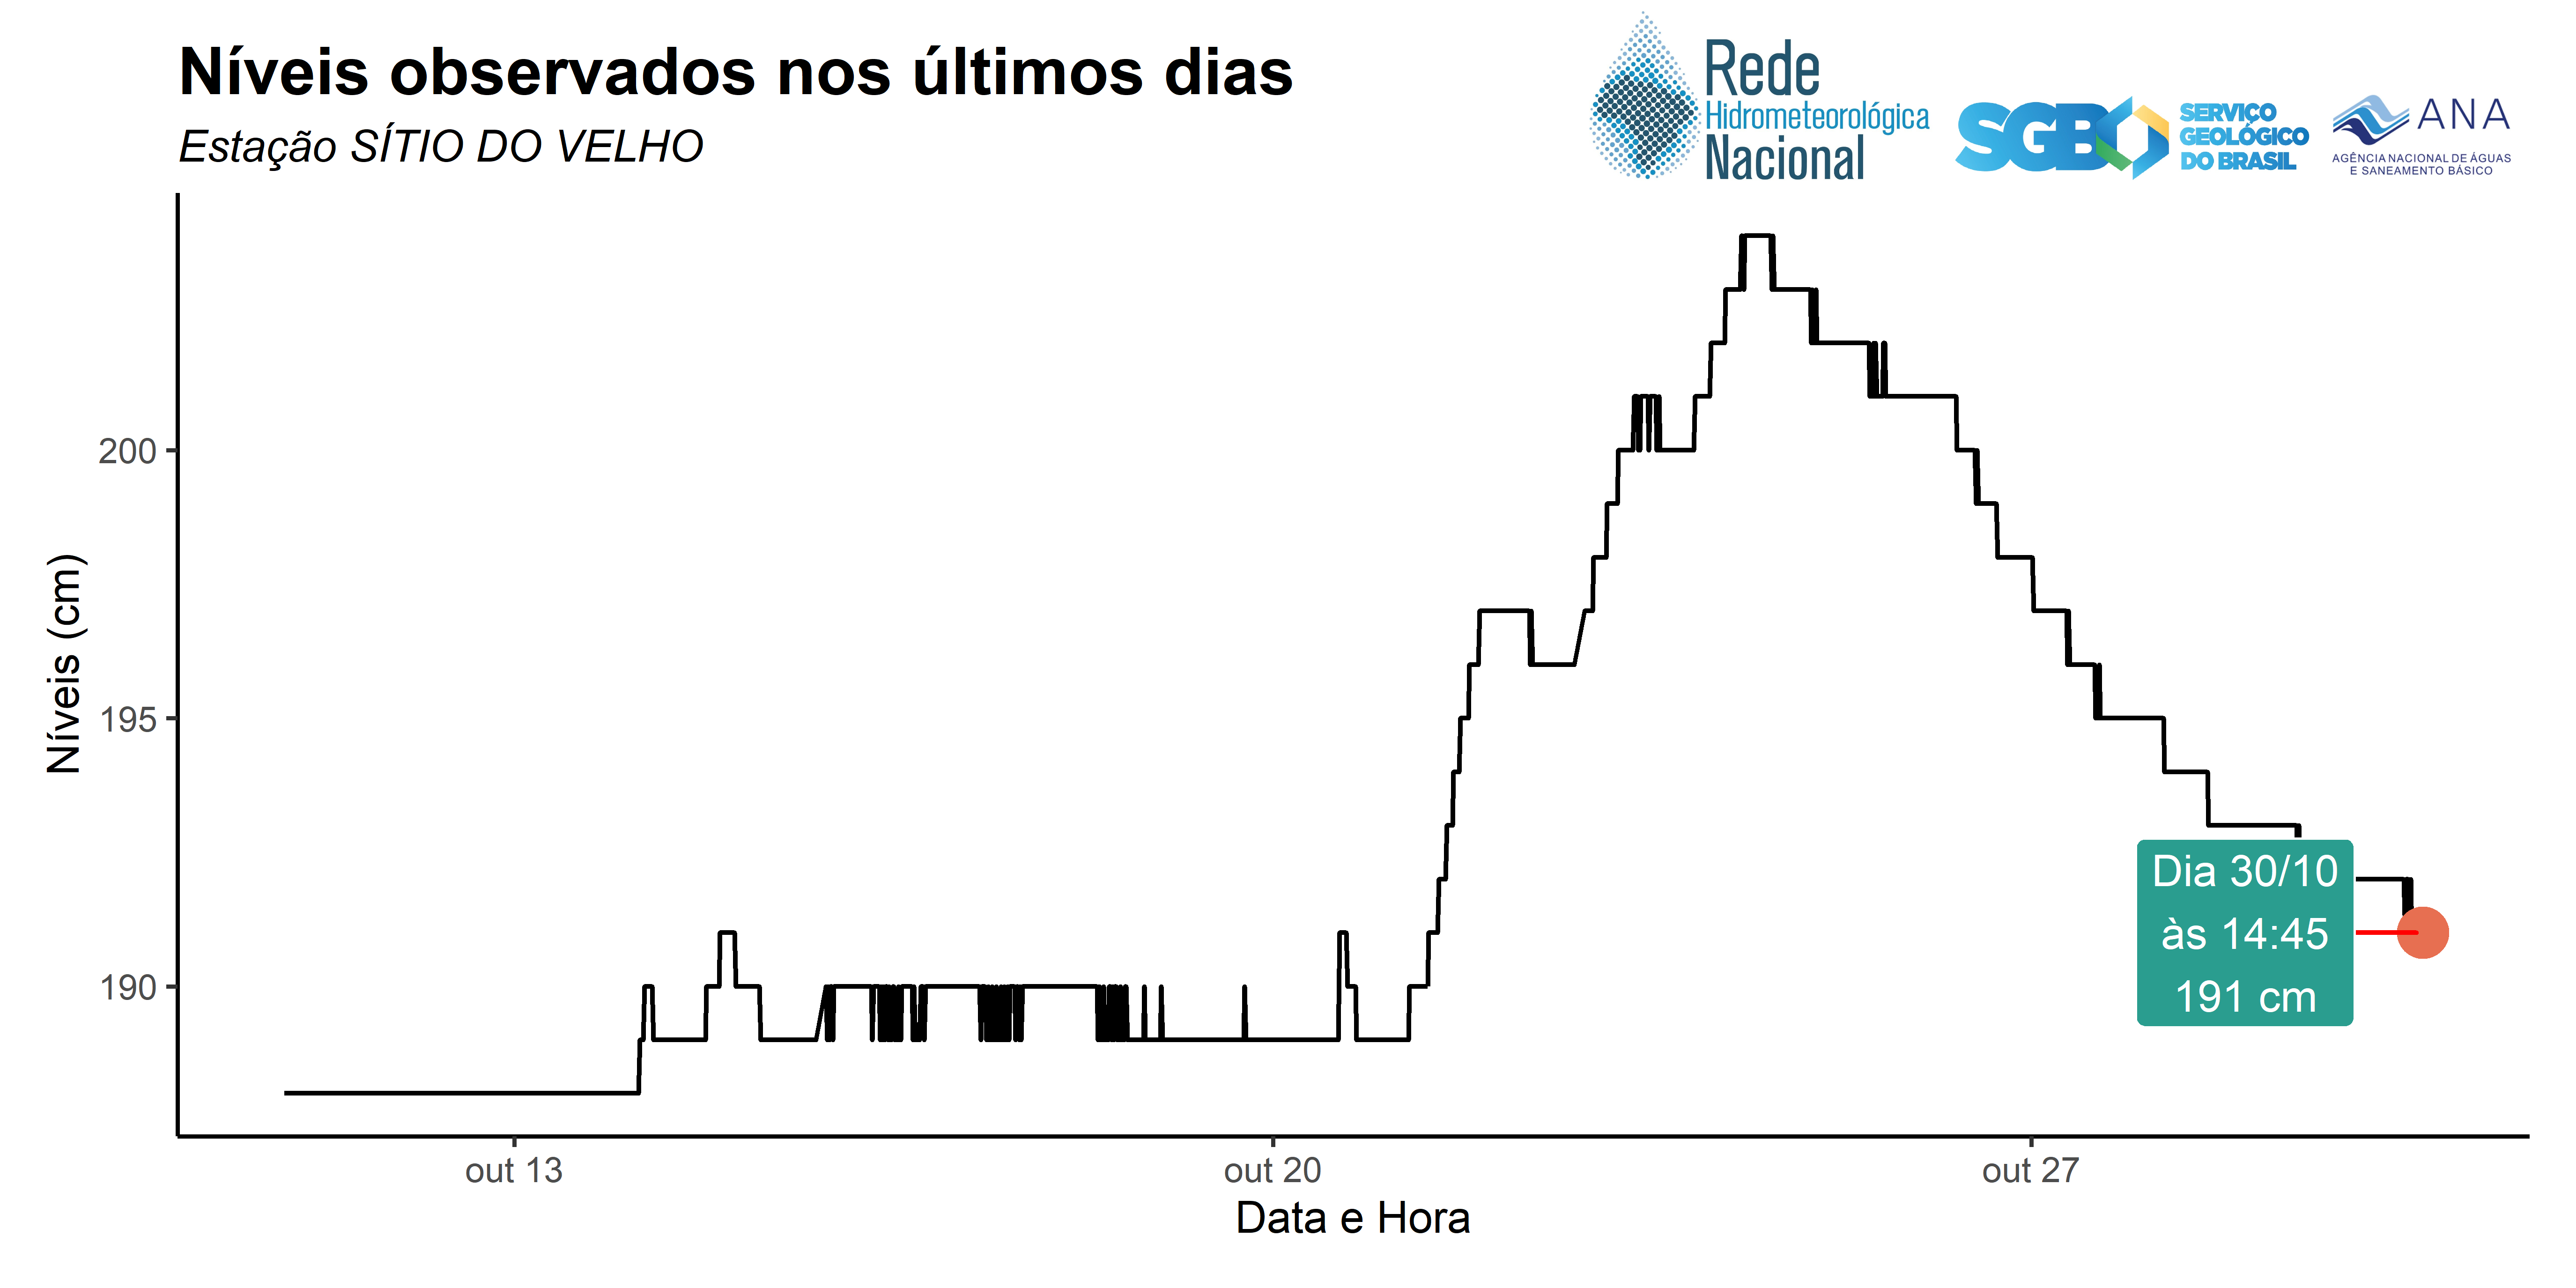 Níveis observados nos últimos dias
Estação SÍTIO DO VELHO
Rede
Hidrometeorológica
Nacional
SGB
SERVIÇO
GEOLÓGICO
DO BRASIL
ANA
AGÊNCIA NACIONAL DE ÁGUAS
E SANEAMENTO BÁSICO
Níveis (cm)
200
195
190
Dia 30/10
às 14:45
191 cm
out 13
out 20
out 27
Data e Hora